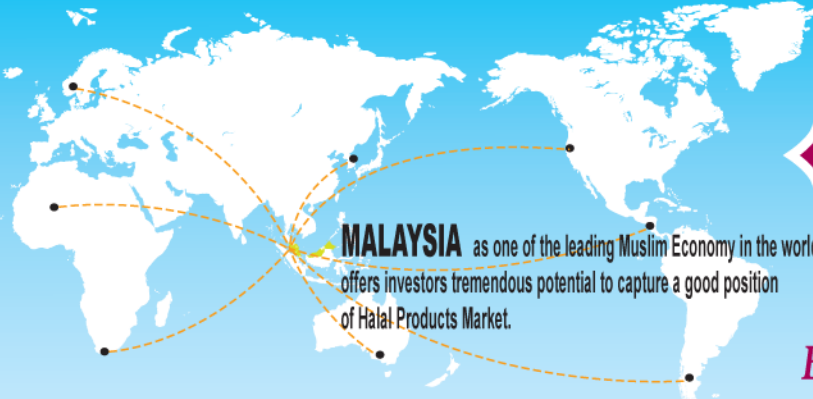 MALAYSIA as one of the leading Muslim Economy in the world
offers investors tremendous potential to capture a good position
of Halal Products Market.